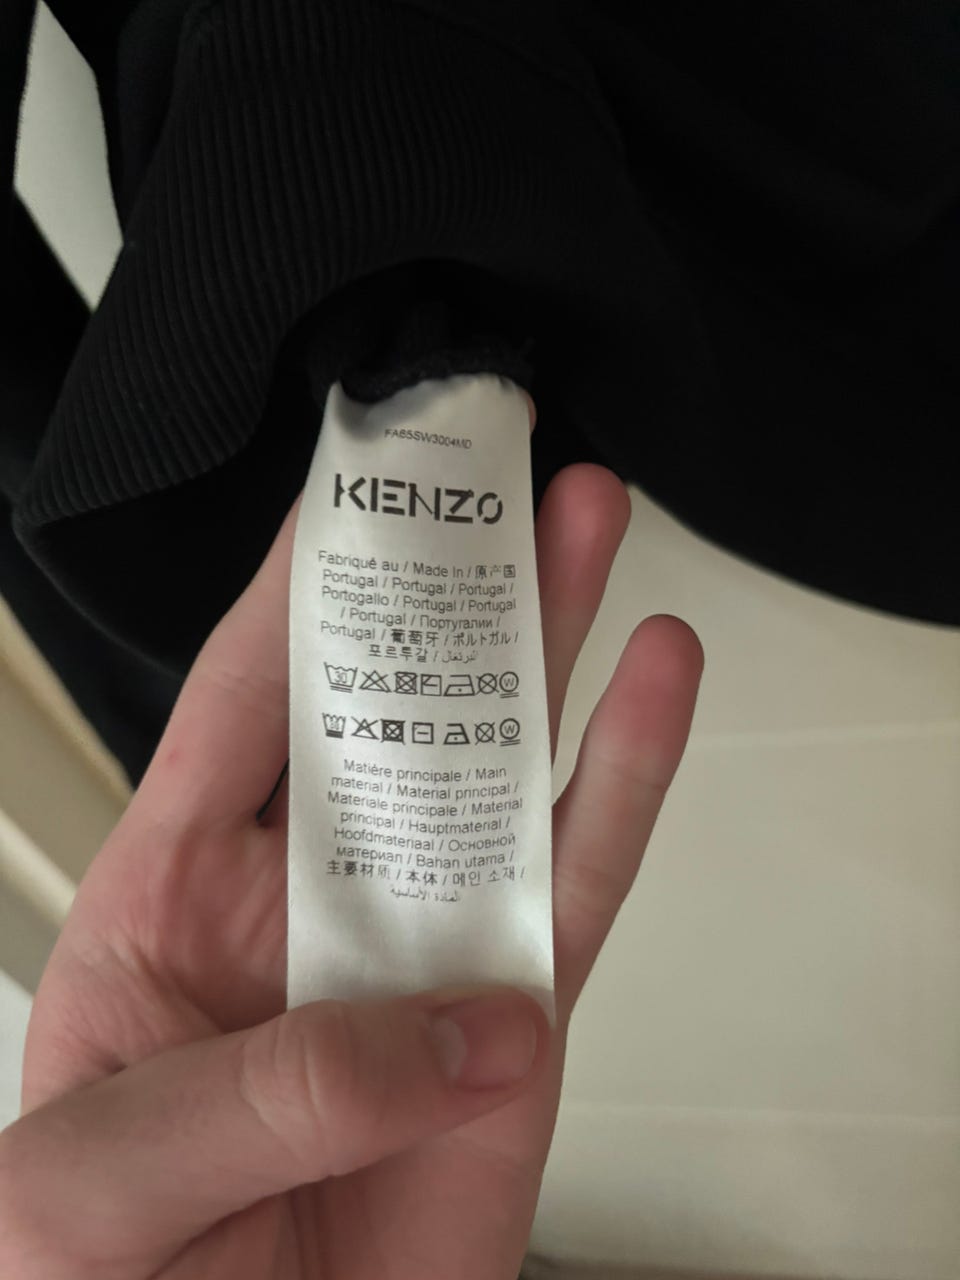 FA65SW3004MD
KENZO
Fabriqué au / Made In / 原产国
Portugal / Portugal / Portugal /
Portogallo / Portugal / Portugal
/ Portugal / Португалии /
Portugal / 葡萄牙 / ポルトガル /
포르투갈 / البرتغال
30 W
30 W
Matière principale / Main
material / Material principal /
Materiale principale / Material
principal / Hauptmaterial /
Hoofdmateriaal / Основной
материал / Bahan utama /
主要材质 / 本体 / 메인 소재 /
المادة الأساسية